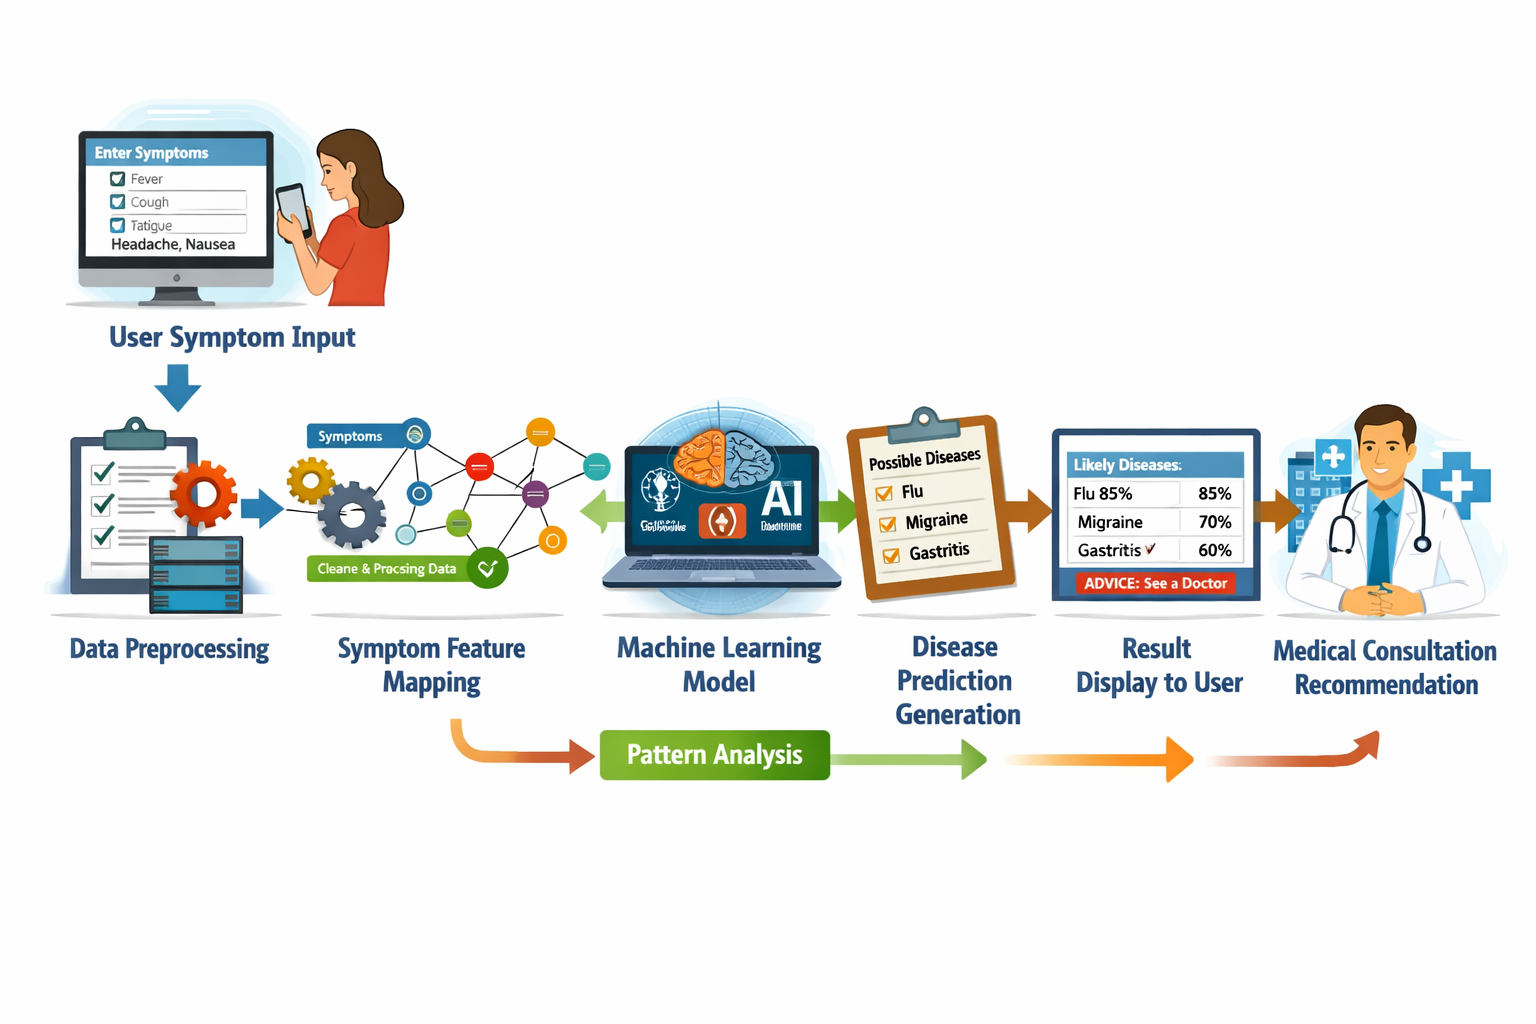 Enter Symptoms
Fever
Cough
Tatigue
Headache, Nausea
User Symptom Input
Symptoms
Cleane & Procsing Data
AI
Possible Diseases
Flu
Migraine
Gastritis
Likely Diseases:
Flu 85% 85%
Migraine 70%
Gastritis 60%
ADVICE: See a Doctor
Data Preprocessing
Symptom Feature
Mapping
Machine Learning
Model
Disease
Prediction
Generation
Result
Display to User
Medical Consultation
Recommendation
Pattern Analysis